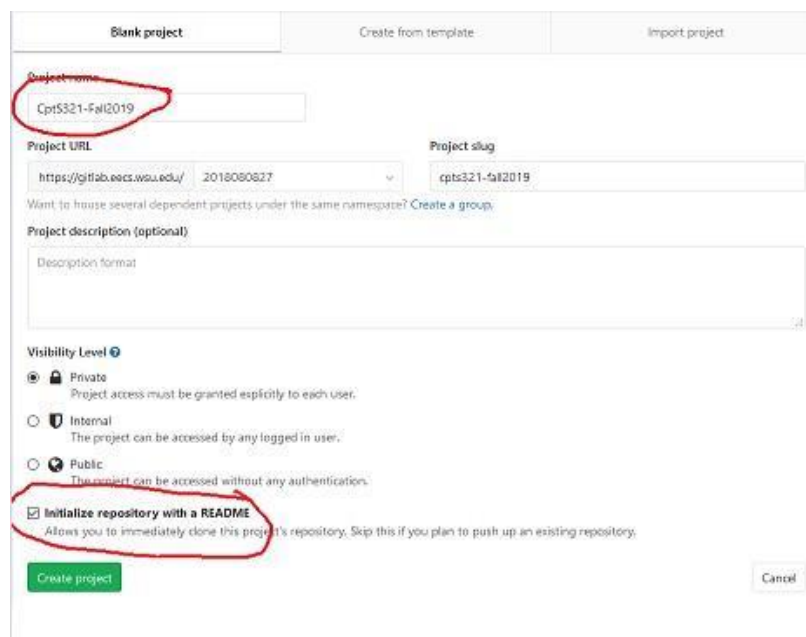 Blank project
Create from template
Import project
Project name
CptS321-Fall2019
Project URL
Project slug
https://gitlab.eecs.wsu.edu/
2018080827
cpts321-fall2019
Want to house several dependent projects under the same namespace? Create a group.
Project description (optional)
Description format
Visibility Level
Private
Project access must be granted explicitly to each user.
Internal
The project can be accessed by any logged in user.
Public
The project can be accessed without any authentication.
Initialize repository with a README
Allows you to immediately clone this project's repository. Skip this if you plan to push up an existing repository.
Create project
Cancel